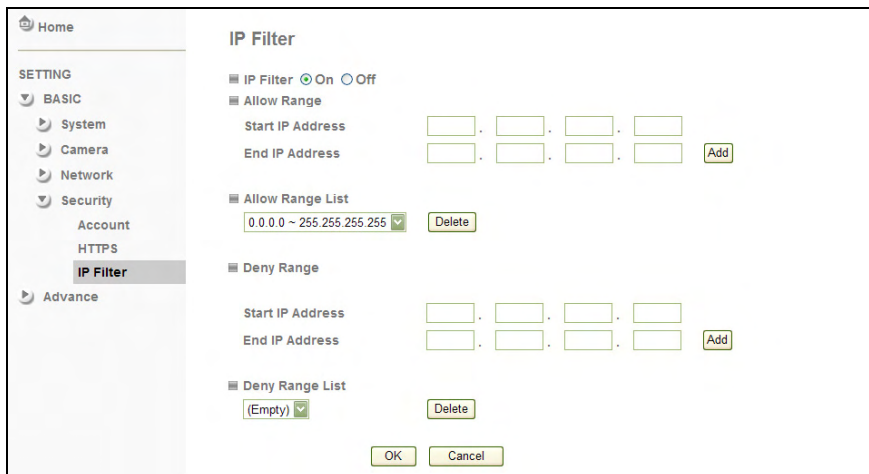 Home
SETTING
BASIC
System
Camera
Network
Security
Account
HTTPS
IP Filter
Advance
IP Filter
IP Filter On Off
Allow Range
Start IP Address . . .
End IP Address . . . Add
Allow Range List
0.0.0.0 ~ 255.255.255.255 Delete
Deny Range
Start IP Address . . .
End IP Address . . . Add
Deny Range List
(Empty) Delete
OK Cancel